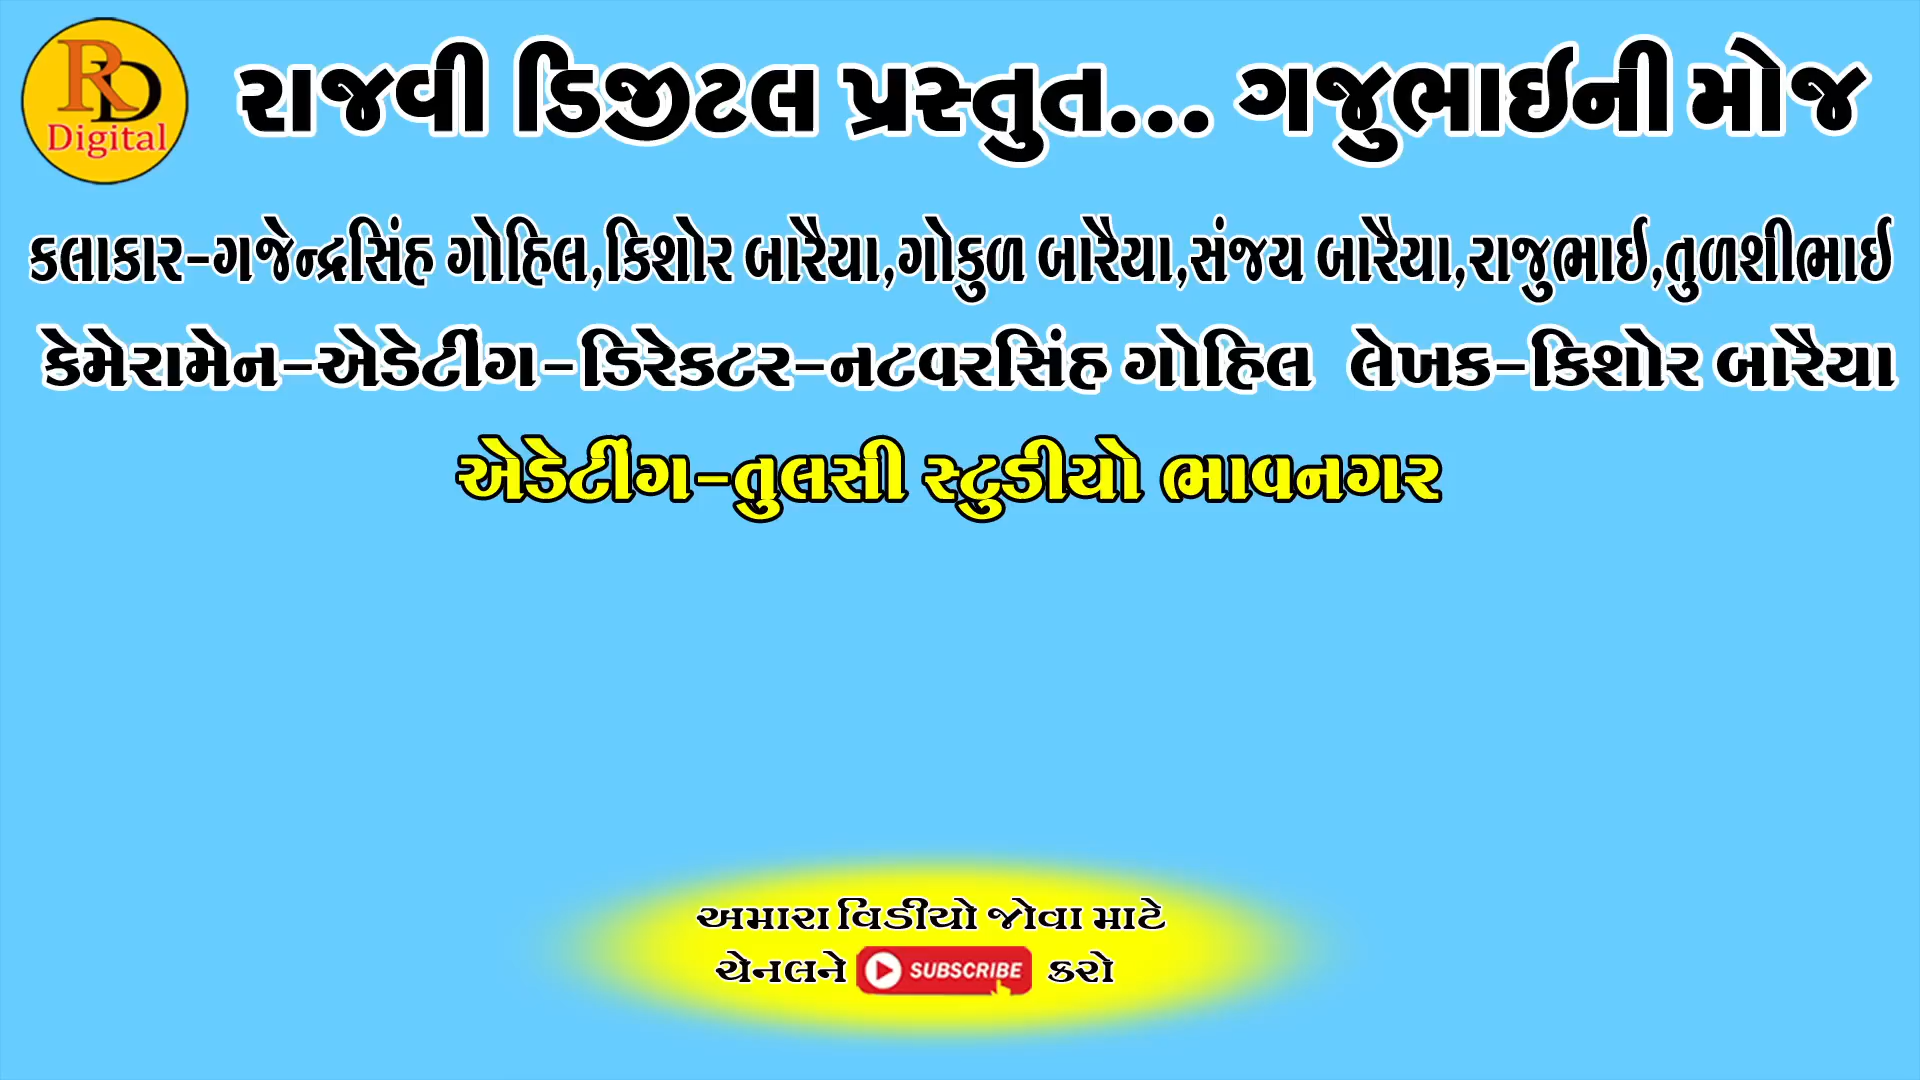 RD
Digital
રાજવી ડિજીટલ પ્રસ્તુત... ગજુભાઇની મોજ
કલાકાર-ગજેન્દ્રસિંહ ગોહિલ,કિશોર બારૈયા,ગોકુળ બારૈયા,સંજય બારૈયા,રાજુભાઈ,તુળશીભાઈ
કેમેરામેન-એડેટીંગ-ડિરેક્ટર-નટવરસિંહ ગોહિલ લેખક-કિશોર બારૈયા
એડેટીંગ-તુલસી સ્ટુડીયો ભાવનગર
અમારા વિડીયો જોવા માટે
ચેનલને SUBSCRIBE કરો